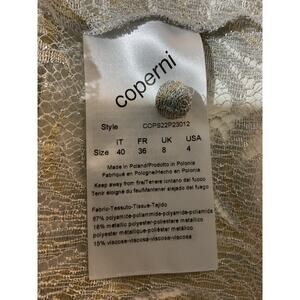 coperni
Style COPS22P23012
IT FR UK USA
Size 40 36 8 4
Made in Poland/Prodotto in Polonia
Fabriqué en Pologne/Hecho en Polonia
Keep away from fire/Tenere lontano dal fuoco
Tenir éloigné du feu/Mantener alejado del fuego
Fabric-Tessuto-Tissue-Tejido
67% polyamide-poliammide-polyamide-poliamida
18% metallic polyester-poliestere metallico
polyester métallique-poliéster metálico
15% viscose-viscosa-viscose-viscosa